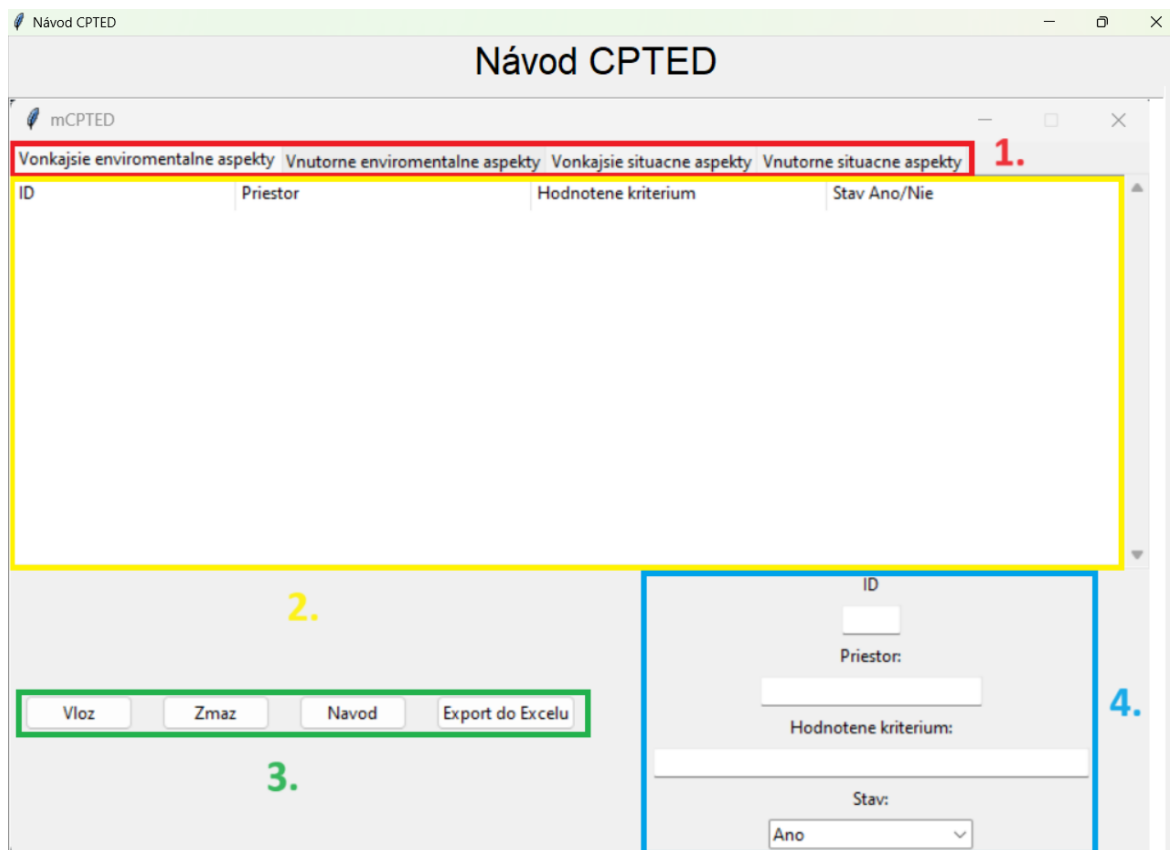 Návod CPTED
Návod CPTED
mCPTED
Vonkajsie enviromentalne aspekty Vnutorne enviromentalne aspekty Vonkajsie situacne aspekty Vnutorne situacne aspekty 1.
ID Priestor Hodnotene kriterium Stav Ano/Nie
2.
Vloz Zmaz Navod Export do Excelu
3.
ID
Priestor:
4.
Hodnotene kriterium:
Stav:
Ano